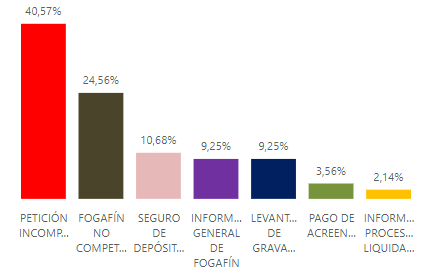 40,57%
24,56%
10,68%
9,25%
9,25%
3,56%
2,14%
PETICIÓN
INCOMP...
FOGAFÍN
NO
COMPET...
SEGURO
DE
DEPÓSIT...
INFORM...
GENERAL
DE
FOGAFÍN
LEVANT...
DE
GRAVA...
PAGO DE
ACREEN...
INFORM...
PROCES...
LIQUIDA...